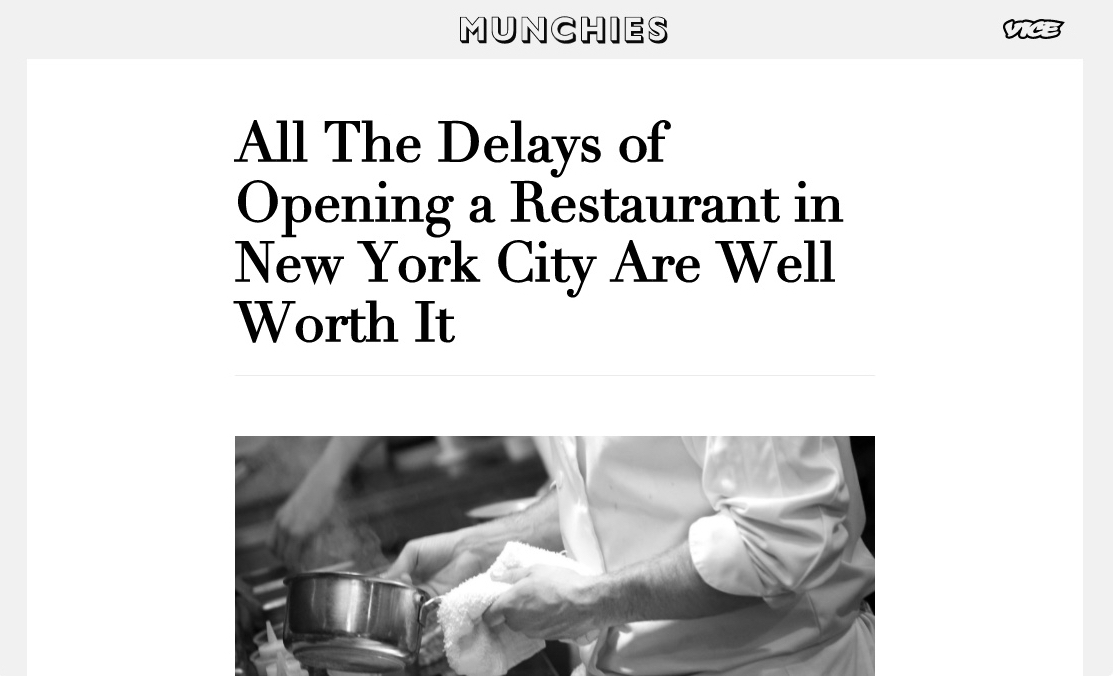 MUNCHIES
VICE
All The Delays of
Opening a Restaurant in
New York City Are Well
Worth It